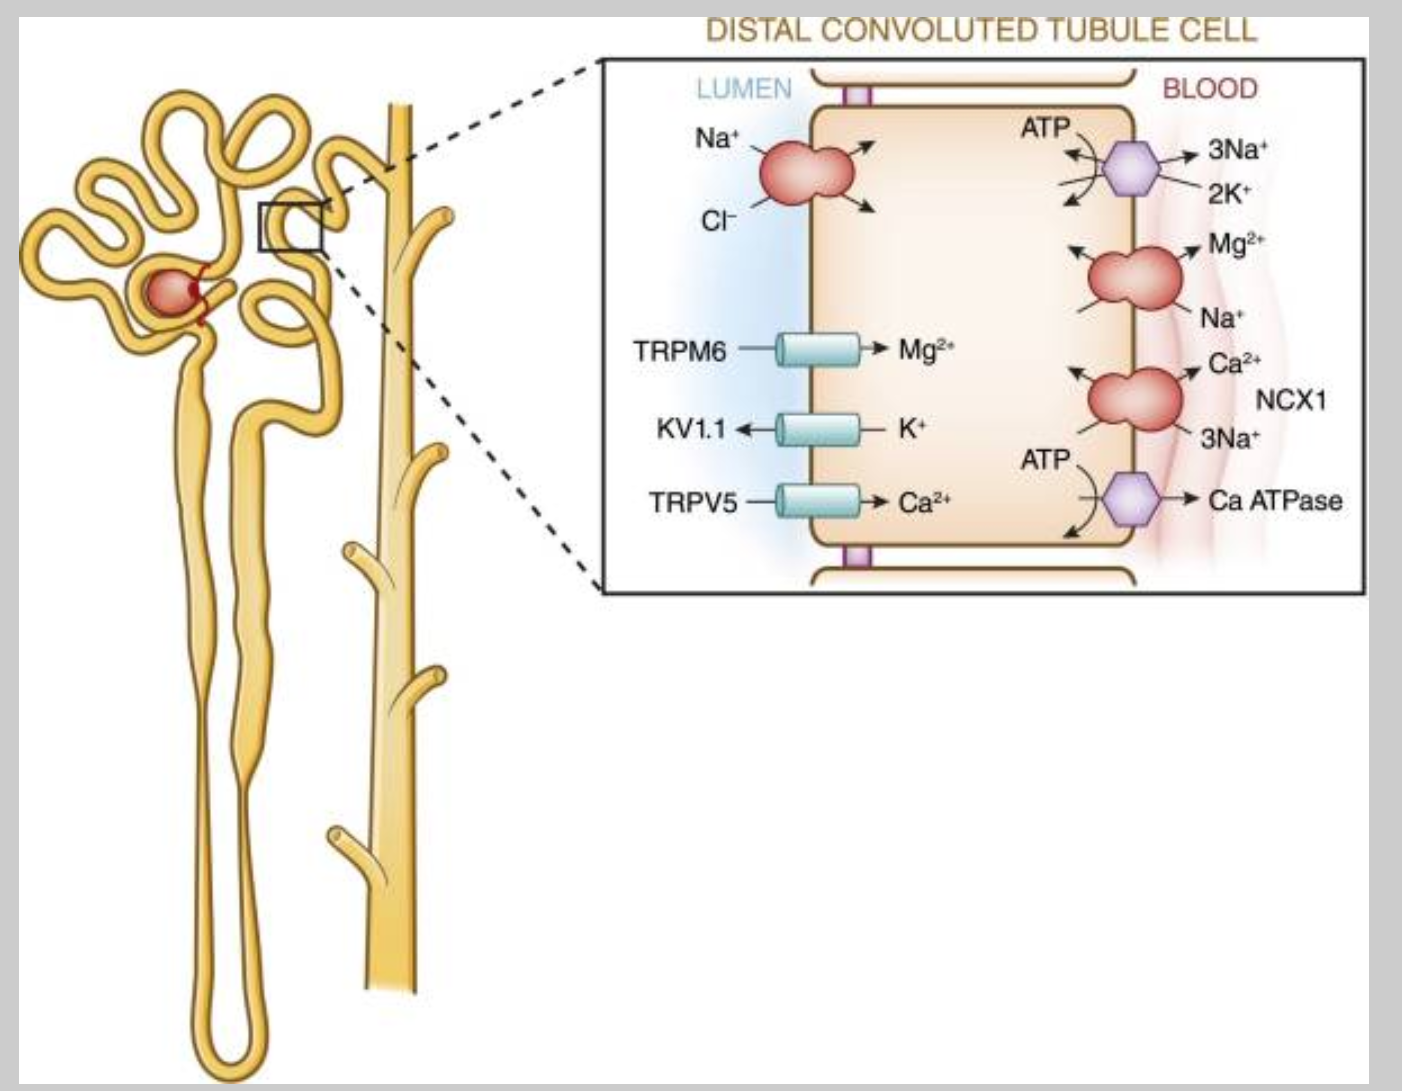 DISTAL CONVOLUTED TUBULE CELL
LUMEN
BLOOD
Na⁺
Cl⁻
ATP
3Na⁺
2K⁺
Mg²⁺
Na⁺
TRPM6
Mg²⁺
Ca²⁺
NCX1
3Na⁺
KV1.1
K⁺
ATP
TRPV5
Ca²⁺
Ca ATPase